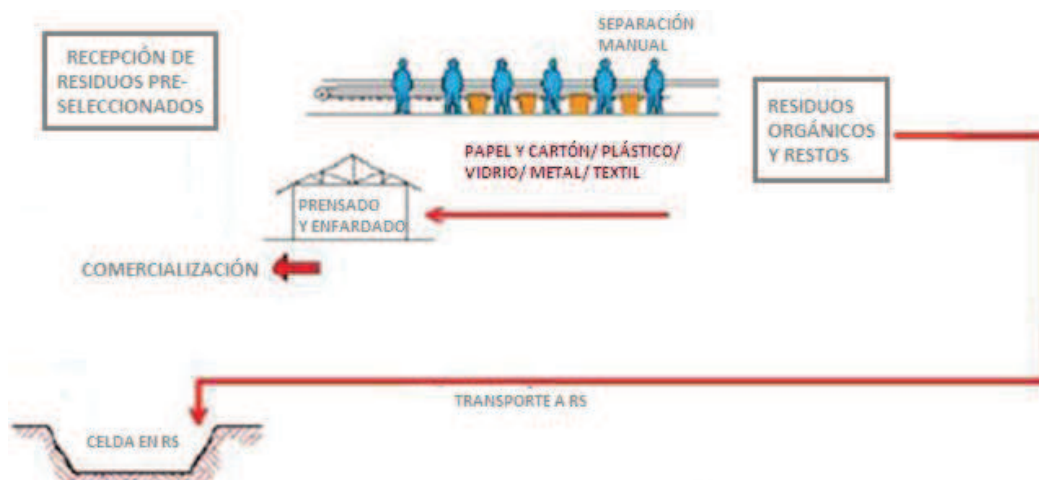 SEPARACIÓN
MANUAL
RECEPCIÓN DE
RESIDUOS PRE-
SELECCIONADOS
RESIDUOS
ORGÁNICOS
Y RESTOS
PAPEL Y CARTÓN/ PLÁSTICO/
VIDRIO/ METAL/ TEXTIL
PRENSADO
Y ENFARDADO
COMERCIALIZACIÓN
TRANSPORTE A RS
CELDA EN RS